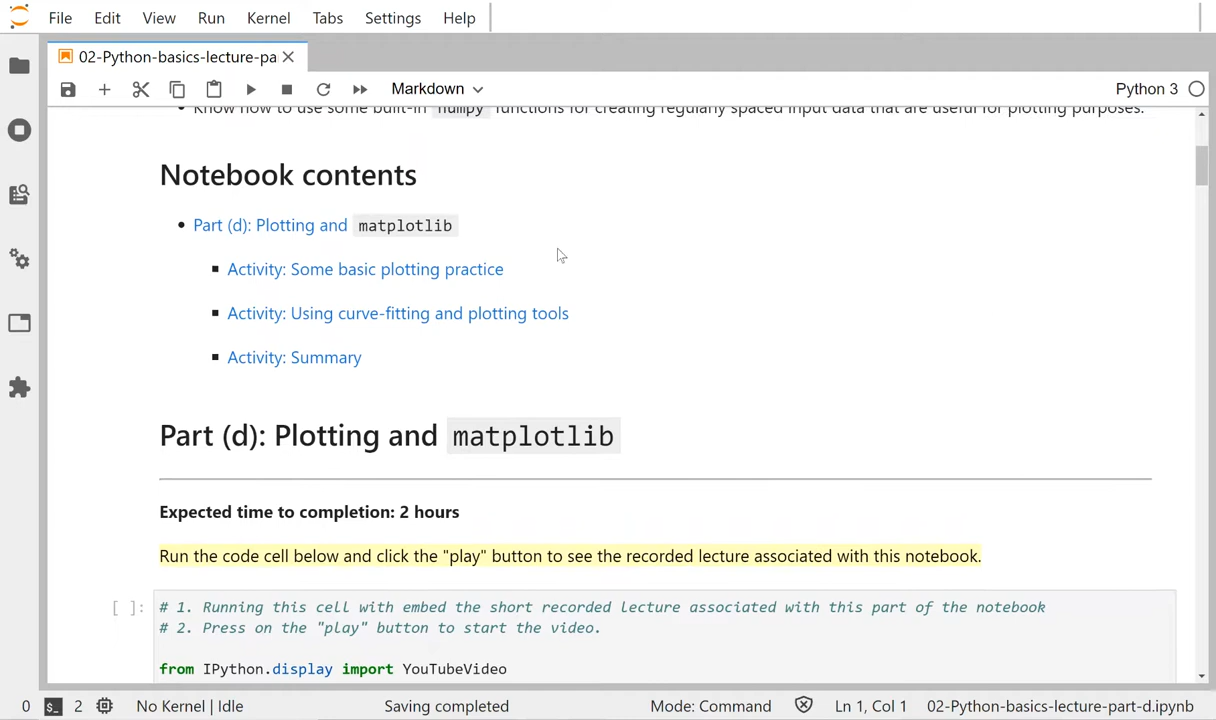 File Edit View Run Kernel Tabs Settings Help
02-Python-basics-lecture-pa
Markdown Python 3
Know how to use some built-in numpy functions for creating regularly spaced input data that are useful for plotting purposes.
Notebook contents
Part (d): Plotting and matplotlib
Activity: Some basic plotting practice
Activity: Using curve-fitting and plotting tools
Activity: Summary
Part (d): Plotting and matplotlib
Expected time to completion: 2 hours
Run the code cell below and click the "play" button to see the recorded lecture associated with this notebook.
[ ]: # 1. Running this cell with embed the short recorded lecture associated with this part of the notebook
# 2. Press on the "play" button to start the video.
from IPython.display import YouTubeVideo
0 $_ 2 No Kernel | Idle Saving completed Mode: Command Ln 1, Col 1 02-Python-basics-lecture-part-d.ipynb